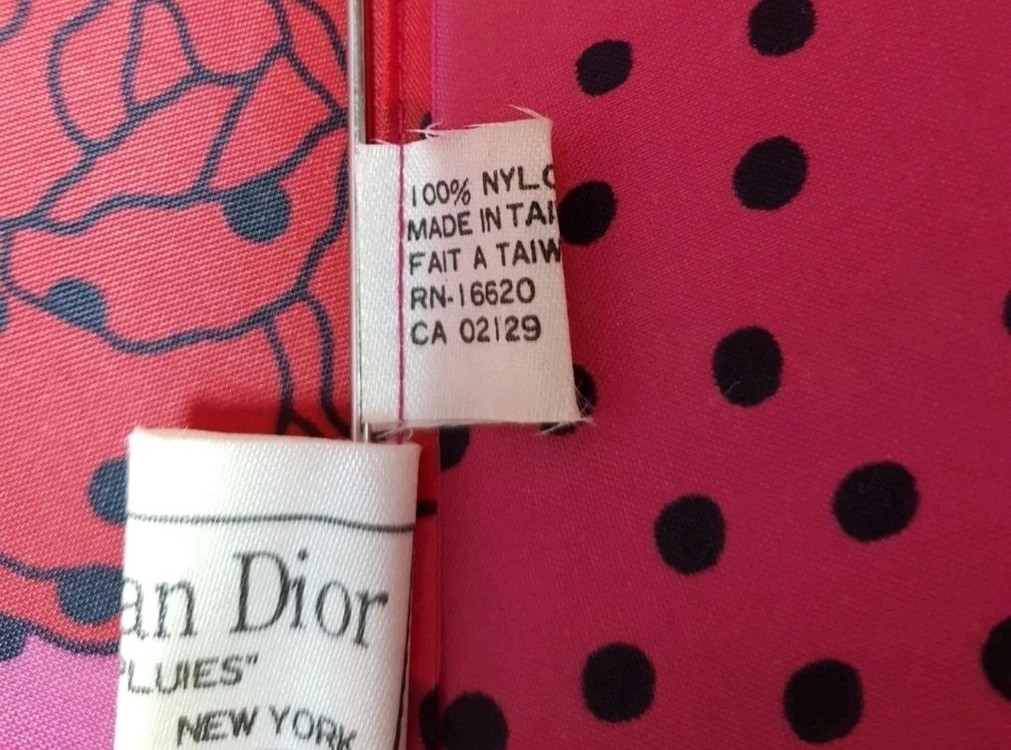 100% NYLO
MADE IN TAI
FAIT A TAIW
RN-16620
CA 02129
an Dior
PLUIES"
NEW YORK